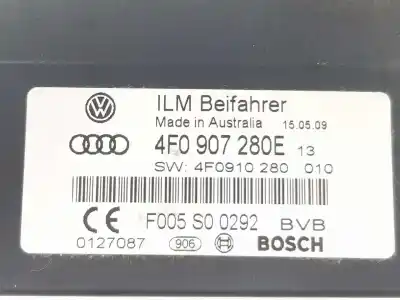 ILM Beifahrer
Made in Australia 15.05.09
4F0 907 280E 13
SW: 4F0910 280 010
CE F005 S0 0292 BVB
0127087 906 BOSCH